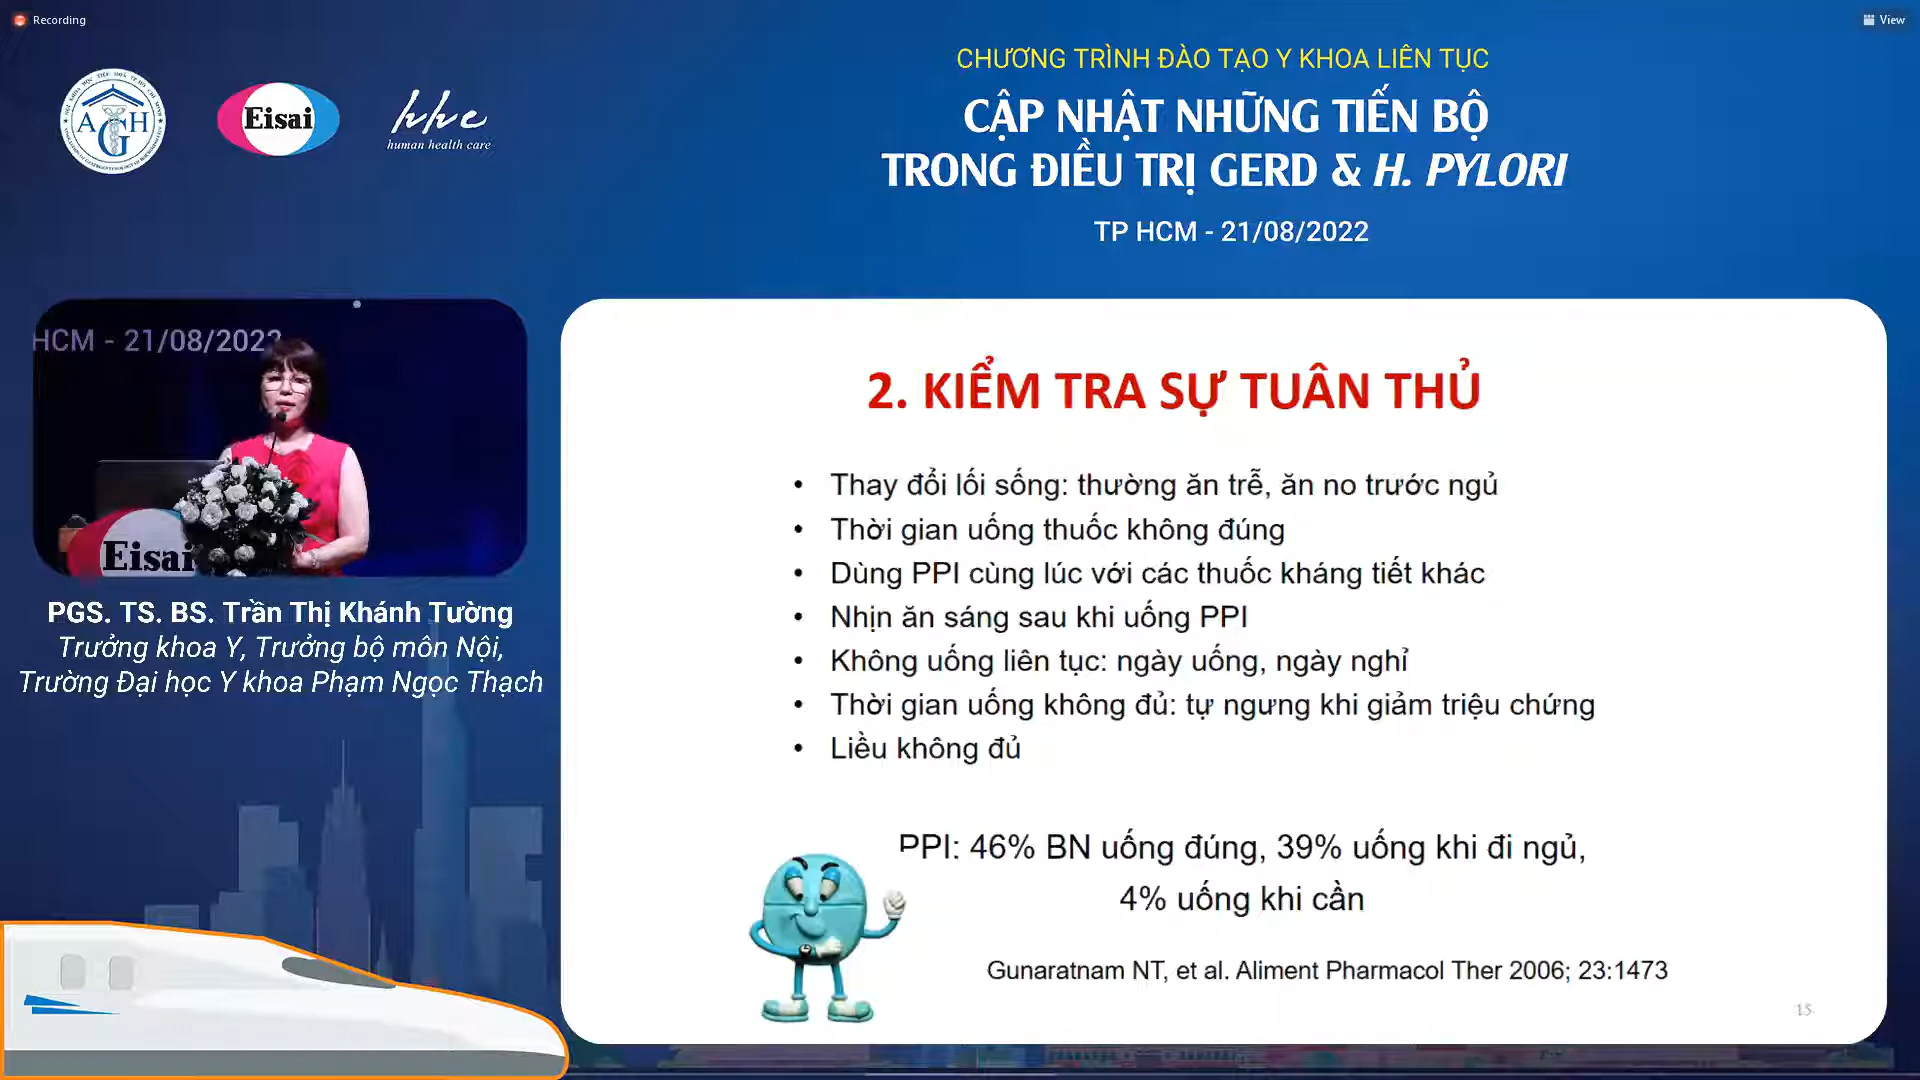 Recording
View
AGH
Eisai
hhc
human health care
CHƯƠNG TRÌNH ĐÀO TẠO Y KHOA LIÊN TỤC
CẬP NHẬT NHỮNG TIẾN BỘ
TRONG ĐIỀU TRỊ GERD & H. PYLORI
TP HCM - 21/08/2022
HCM - 21/08/2022
Eisai
PGS. TS. BS. Trần Thị Khánh Tường
Trưởng khoa Y, Trưởng bộ môn Nội,
Trường Đại học Y khoa Phạm Ngọc Thạch
2. KIỂM TRA SỰ TUÂN THỦ
• Thay đổi lối sống: thường ăn trễ, ăn no trước ngủ
• Thời gian uống thuốc không đúng
• Dùng PPI cùng lúc với các thuốc kháng tiết khác
• Nhịn ăn sáng sau khi uống PPI
• Không uống liên tục: ngày uống, ngày nghỉ
• Thời gian uống không đủ: tự ngưng khi giảm triệu chứng
• Liều không đủ
PPI: 46% BN uống đúng, 39% uống khi đi ngủ,
4% uống khi cần
Gunaratnam NT, et al. Aliment Pharmacol Ther 2006; 23:1473
15